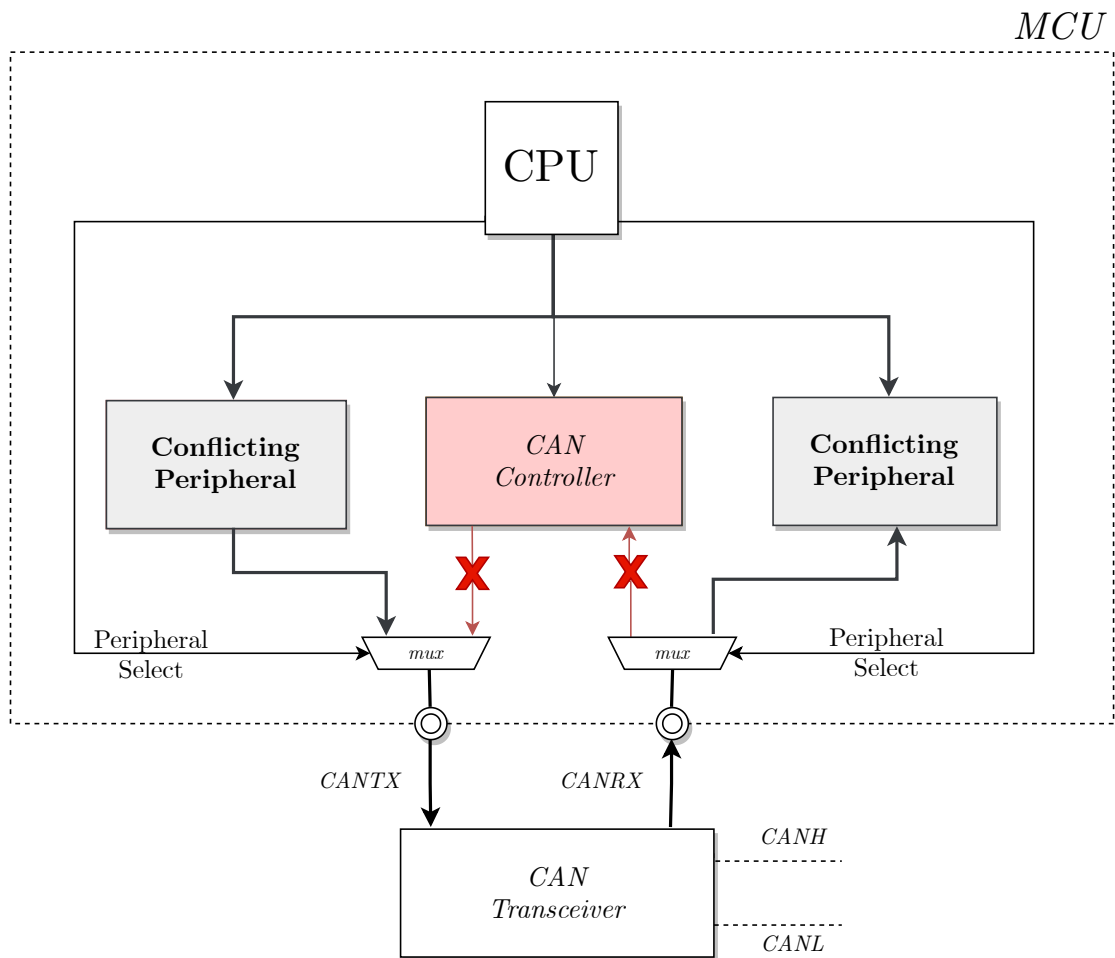 MCU
CPU
Conflicting
Peripheral
CAN
Controller
Conflicting
Peripheral
X
X
Peripheral
Select
mux
mux
Peripheral
Select
CANTX
CANRX
CAN
Transceiver
CANH
CANL